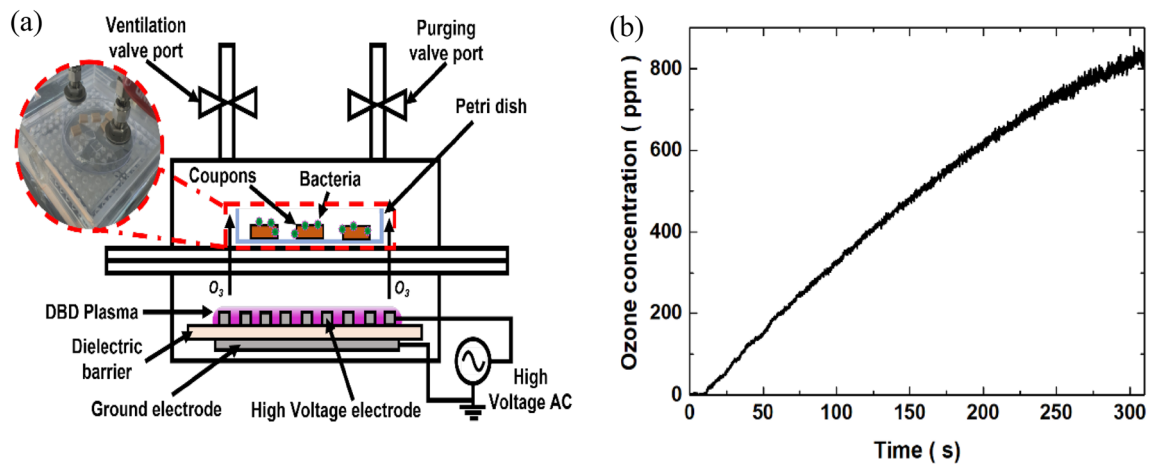 (a)
Ventilation
valve port
Purging
valve port
Petri dish
Coupons
Bacteria
O3
O3
DBD Plasma
Dielectric
barrier
Ground electrode
High Voltage electrode
High
Voltage AC
(b)
Ozone concentration ( ppm )
800
600
400
200
0
0
50
100
150
200
250
300
Time ( s)